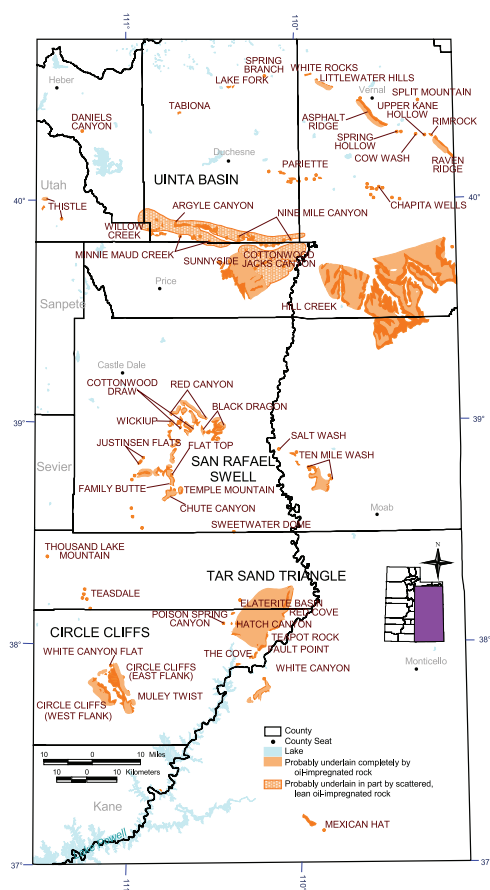 111°
110°
SPRING
BRANCH
WHITE ROCKS
Heber
LAKE FORK
LITTLEWATER HILLS
Vernal
SPLIT MOUNTAIN
TABIONA
UPPER KANE
HOLLOW
DANIELS
CANYON
ASPHALT
RIDGE
RIMROCK
SPRING
HOLLOW
COW WASH
RAVEN
RIDGE
Duchesne
PARIETTE
UINTA BASIN
Utah
40°
40°
THISTLE
ARGYLE CANYON
CHAPITA WELLS
NINE MILE CANYON
WILLOW
CREEK
MINNIE MAUD CREEK
SUNNYSIDE
COTTONWOOD
JACKS CANYON
Price
Sanpete
HILL CREEK
Castle Dale
COTTONWOOD
DRAW
RED CANYON
BLACK DRAGON
39°
39°
WICKIUP
JUSTINSEN FLATS
FLAT TOP
SALT WASH
TEN MILE WASH
SAN RAFAEL
SWELL
Sevier
FAMILY BUTTE
TEMPLE MOUNTAIN
CHUTE CANYON
Moab
SWEETWATER DOME
THOUSAND LAKE
MOUNTAIN
N
TAR SAND TRIANGLE
TEASDALE
ELATERITE BASIN
RED COVE
POISON SPRING
CANYON
HATCH CANYON
38°
38°
CIRCLE CLIFFS
TEAPOT ROCK
FAULT POINT
THE COVE
WHITE CANYON FLAT
WHITE CANYON
Monticello
CIRCLE CLIFFS
(EAST FLANK)
MULEY TWIST
CIRCLE CLIFFS
(WEST FLANK)
County
County Seat
Lake
Probably underlain completely by
oil-impregnated rock
Probably underlain in part by scattered,
lean oil-impregnated rock
10 0 10 Miles
10 0 10 Kilometers
Kane
MEXICAN HAT
Powell
37°
37°
111°
110°